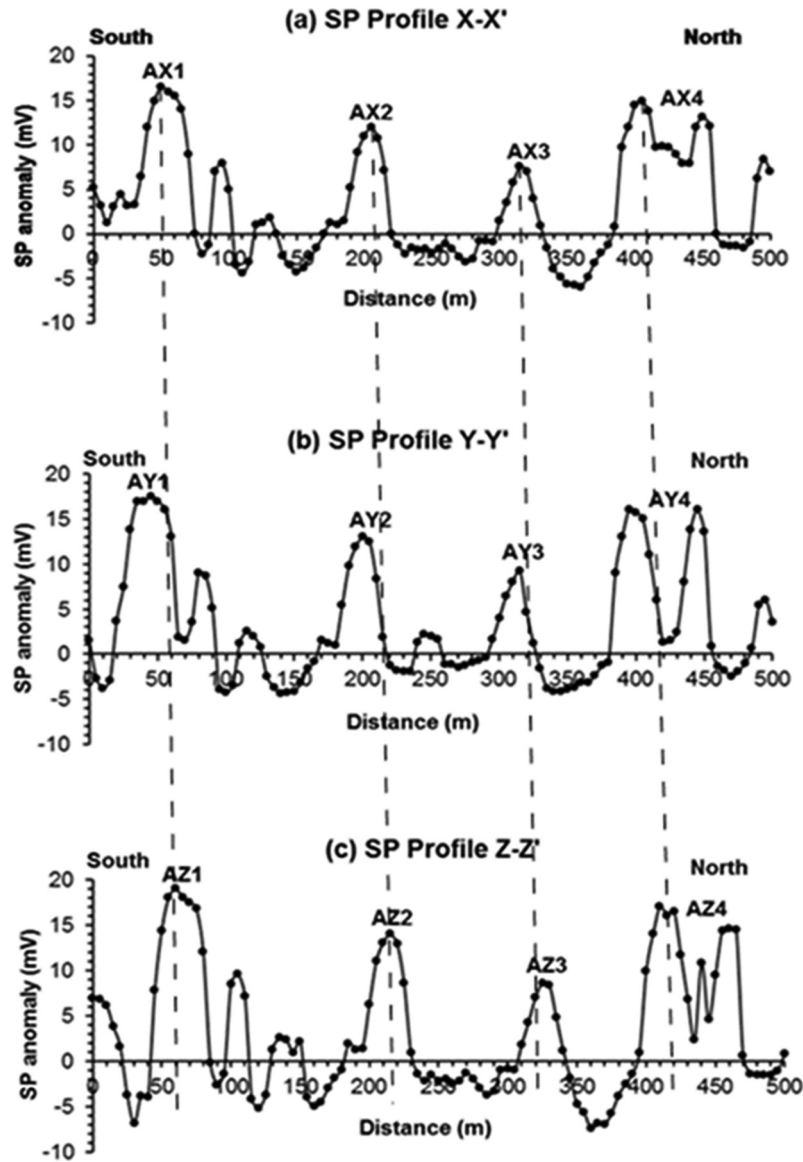 (a) SP Profile X-X'
South North
20
AX1
15
AX2
AX4
10
AX3
5
0
0 50 100 150 200 250 300 350 400 450 500
-5
Distance (m)
-10
SP anomaly (mV)
(b) SP Profile Y-Y'
South North
20
AY1
AY4
15
AY2
10
AY3
5
0
0 50 100 150 200 250 300 350 400 450 500
-5
Distance (m)
-10
SP anomaly (mV)
(c) SP Profile Z-Z'
South North
20
AZ1
15
AZ2
AZ4
10
AZ3
5
0
0 50 100 150 200 250 300 350 400 450 500
-5
Distance (m)
-10
SP anomaly (mV)